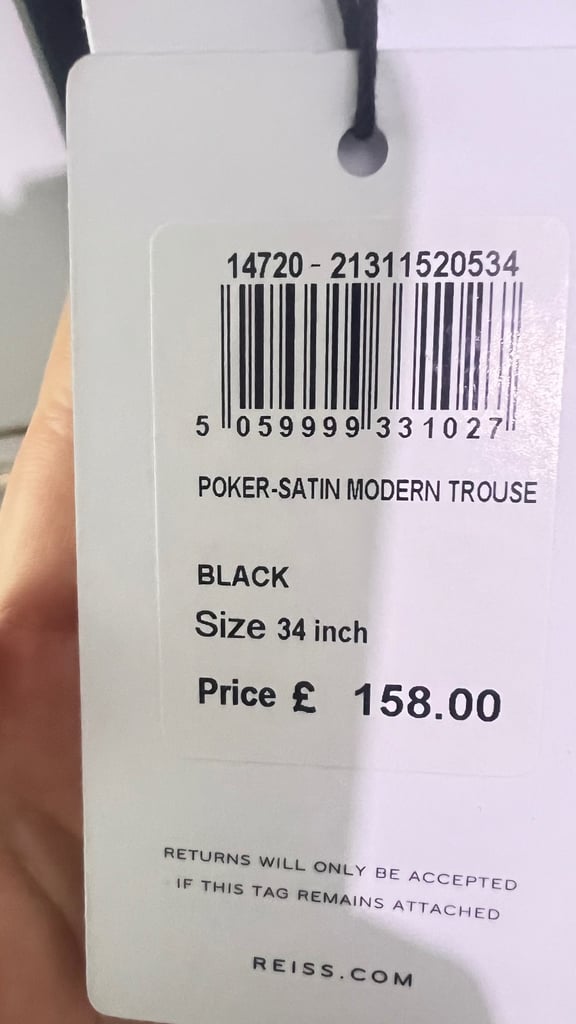 14720 - 21311520534
5 059999 331027
POKER-SATIN MODERN TROUSE
BLACK
Size 34 inch
Price £ 158.00
RETURNS WILL ONLY BE ACCEPTED
IF THIS TAG REMAINS ATTACHED
REISS.COM